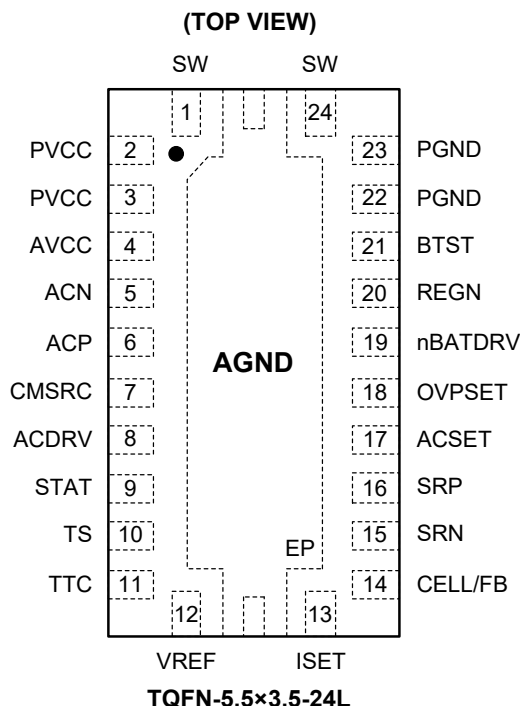 (TOP VIEW)
SW SW
1 24
PVCC 2 23 PGND
PVCC 3 22 PGND
AVCC 4 21 BTST
ACN 5 20 REGN
ACP 6 19 nBATDRV
AGND
CMSRC 7 18 OVPSET
ACDRV 8 17 ACSET
STAT 9 16 SRP
TS 10 15 SRN
EP
TTC 11 14 CELL/FB
12 13
VREF ISET
TQFN-5.5×3.5-24L